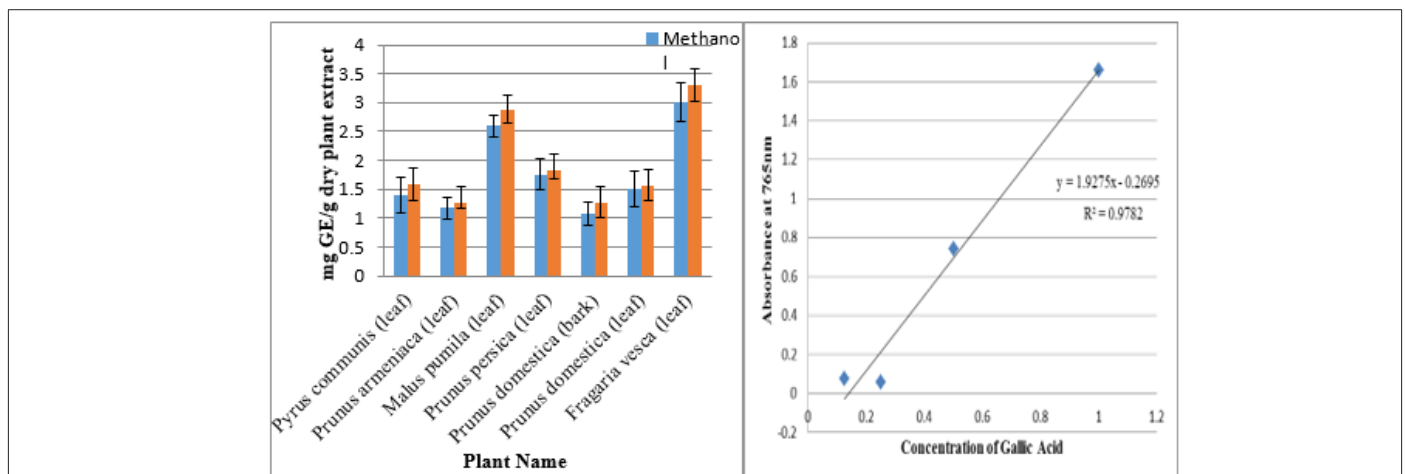 Methano
l
4
3.5
3
2.5
2
1.5
1
0.5
0
mg GE/g dry plant extract
Pyrus communis (leaf)
Prunus armeniaca (leaf)
Malus pumila (leaf)
Prunus persica (leaf)
Prunus domestica (bark)
Prunus domestica (leaf)
Fragaria vesca (leaf)
Plant Name
1.8
1.6
1.4
1.2
1
0.8
0.6
0.4
0.2
0
-0.2
Absorbance at 765nm
y = 1.9275x - 0.2695
R² = 0.9782
0 0.2 0.4 0.6 0.8 1 1.2
Concentration of Gallic Acid